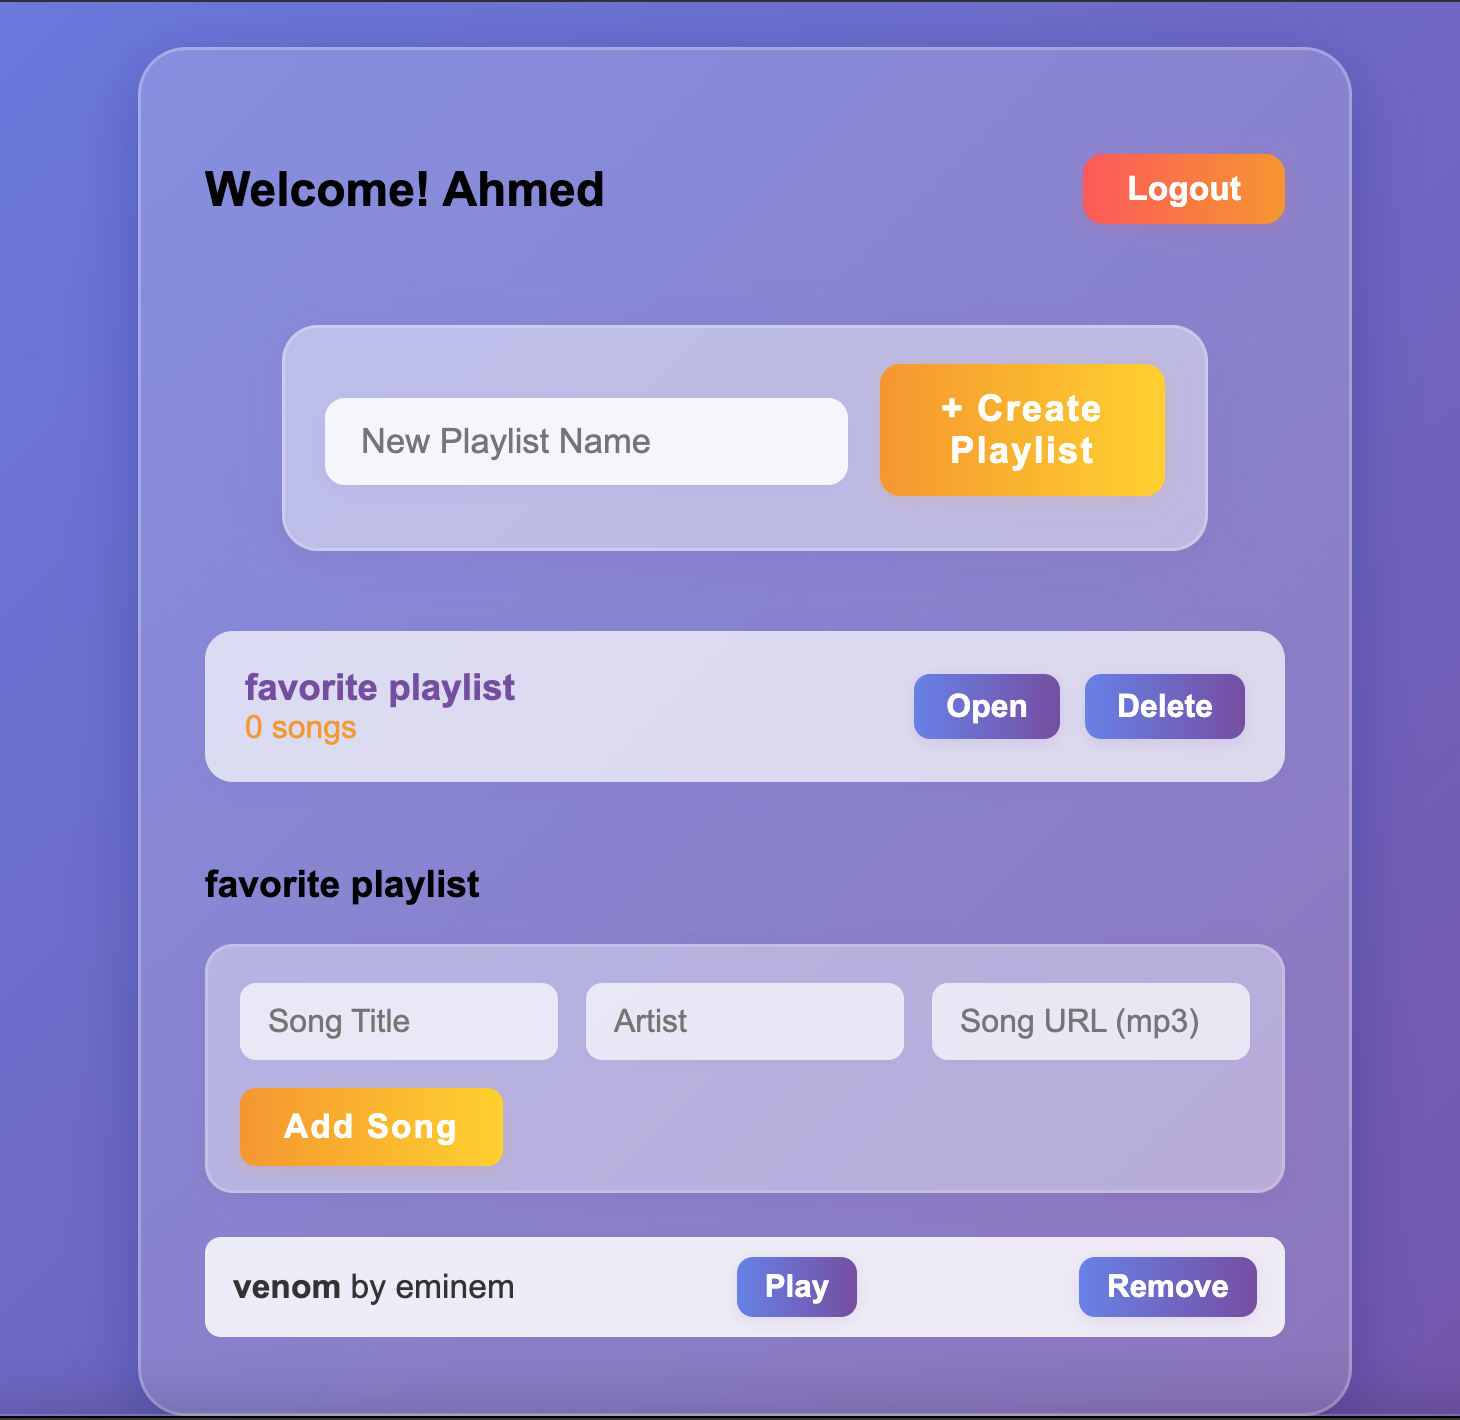 Welcome! Ahmed
Logout
New Playlist Name
+ Create
Playlist
favorite playlist
0 songs
Open
Delete
favorite playlist
Song Title
Artist
Song URL (mp3)
Add Song
venom by eminem
Play
Remove